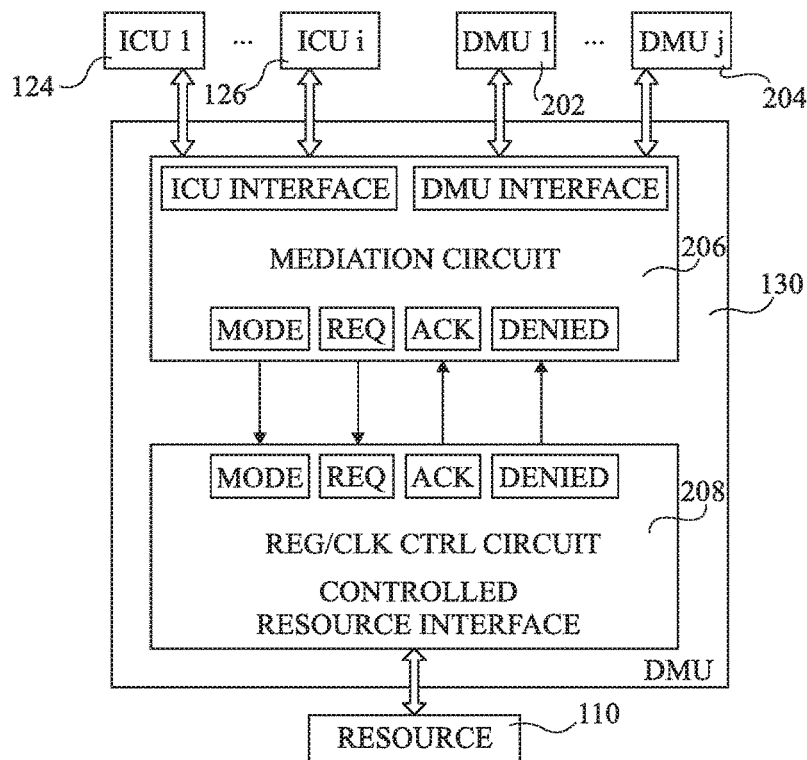 ICU 1 ... ICU i DMU 1 ... DMU j
124 126 202 204
ICU INTERFACE DMU INTERFACE
MEDIATION CIRCUIT 206
130
MODE REQ ACK DENIED
MODE REQ ACK DENIED
208
REG/CLK CTRL CIRCUIT
CONTROLLED
RESOURCE INTERFACE
DMU
110
RESOURCE